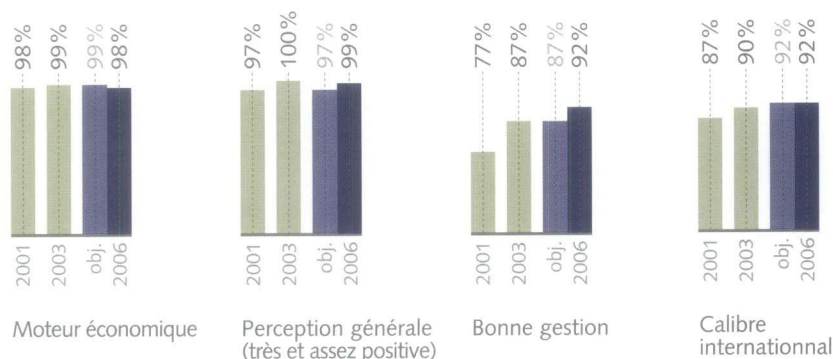 98%
99%
99%
98%
2001
2003
obj.
2006
Moteur économique
97%
100%
97%
99%
2001
2003
obj.
2006
Perception générale
(très et assez positive)
77%
87%
87%
92%
2001
2003
obj.
2006
Bonne gestion
87%
90%
92%
92%
2001
2003
obj.
2006
Calibre
internationnal